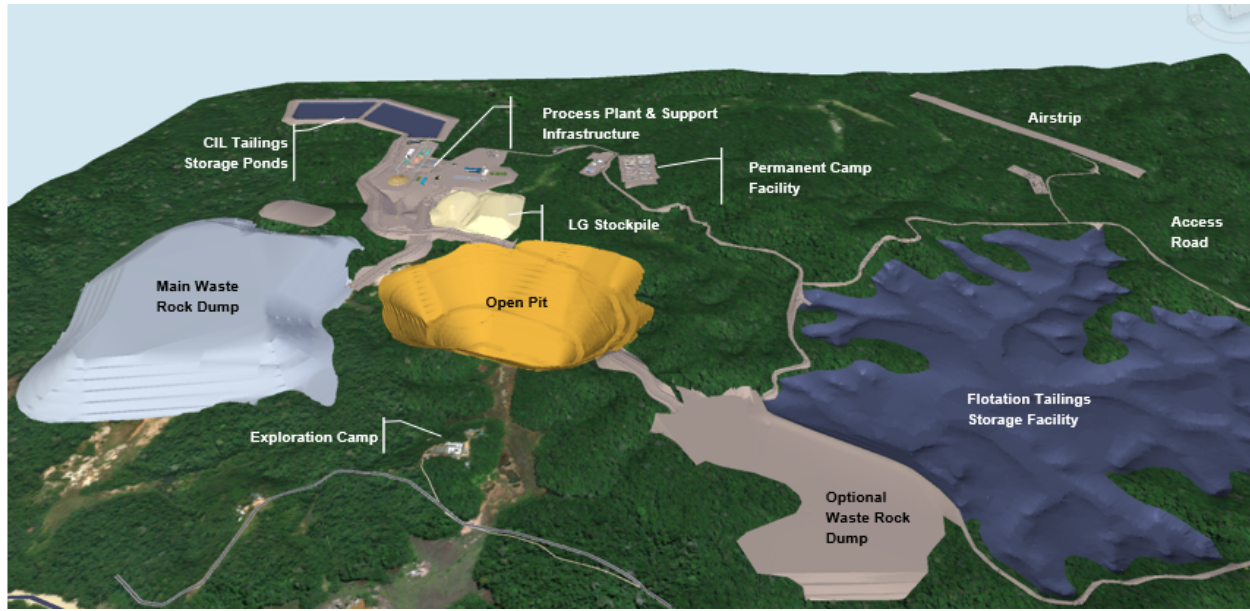 CIL Tailings
Storage Ponds
Process Plant & Support
Infrastructure
Airstrip
Permanent Camp
Facility
LG Stockpile
Access
Road
Main Waste
Rock Dump
Open Pit
Flotation Tailings
Storage Facility
Exploration Camp
Optional
Waste Rock
Dump